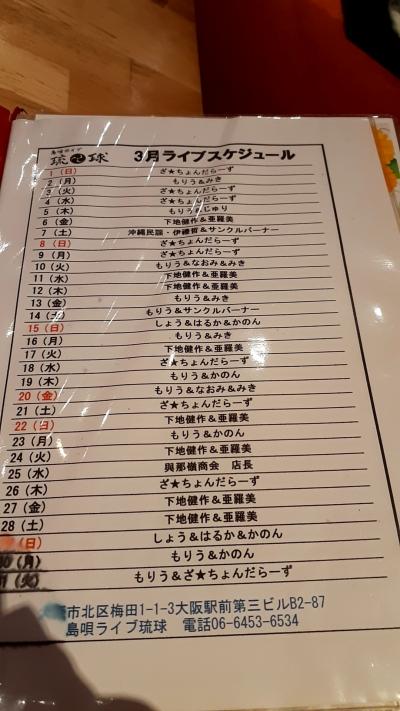 島唄ライブ
琉球 3月ライブスケジュール
1 (日) ざ★ちょんだらーず
2 (月) もりう&みき
3 (火) ざ★ちょんだらーず
4 (水) ざ★ちょんだらーず
5 (木) もりう&じゅり
6 (金) 下地健作&亜羅美
7 (土) 沖縄民謡・伊禮哲&サンクルバーナー
8 (日) ざ★ちょんだらーず
9 (月) ざ★ちょんだらーず
10 (火) もりう&なおみ&みき
11 (水) 下地健作&亜羅美
12 (木) 下地健作&亜羅美
13 (金) もりう&みき
14 (土) もりう&サンクルバーナー
15 (日) しょう&はるか&かのん
16 (月) もりう&みき
17 (火) 下地健作&亜羅美
18 (水) ざ★ちょんだらーず
19 (木) もりう&かのん
20 (金) もりう&なおみ&みき
21 (土) ざ★ちょんだらーず
22 (日) 下地健作&亜羅美
23 (月) もりう&かのん
24 (火) 下地健作&亜羅美
25 (水) 與那嶺商会 店長
26 (木) ざ★ちょんだらーず
27 (金) 下地健作&亜羅美
28 (土) 下地健作&亜羅美
(日) しょう&はるか&かのん
(月) もりう&かのん
(火) もりう&ざ★ちょんだらーず
市北区梅田1-1-3大阪駅前第三ビルB2-87
島唄ライブ琉球 電話06-6453-6534